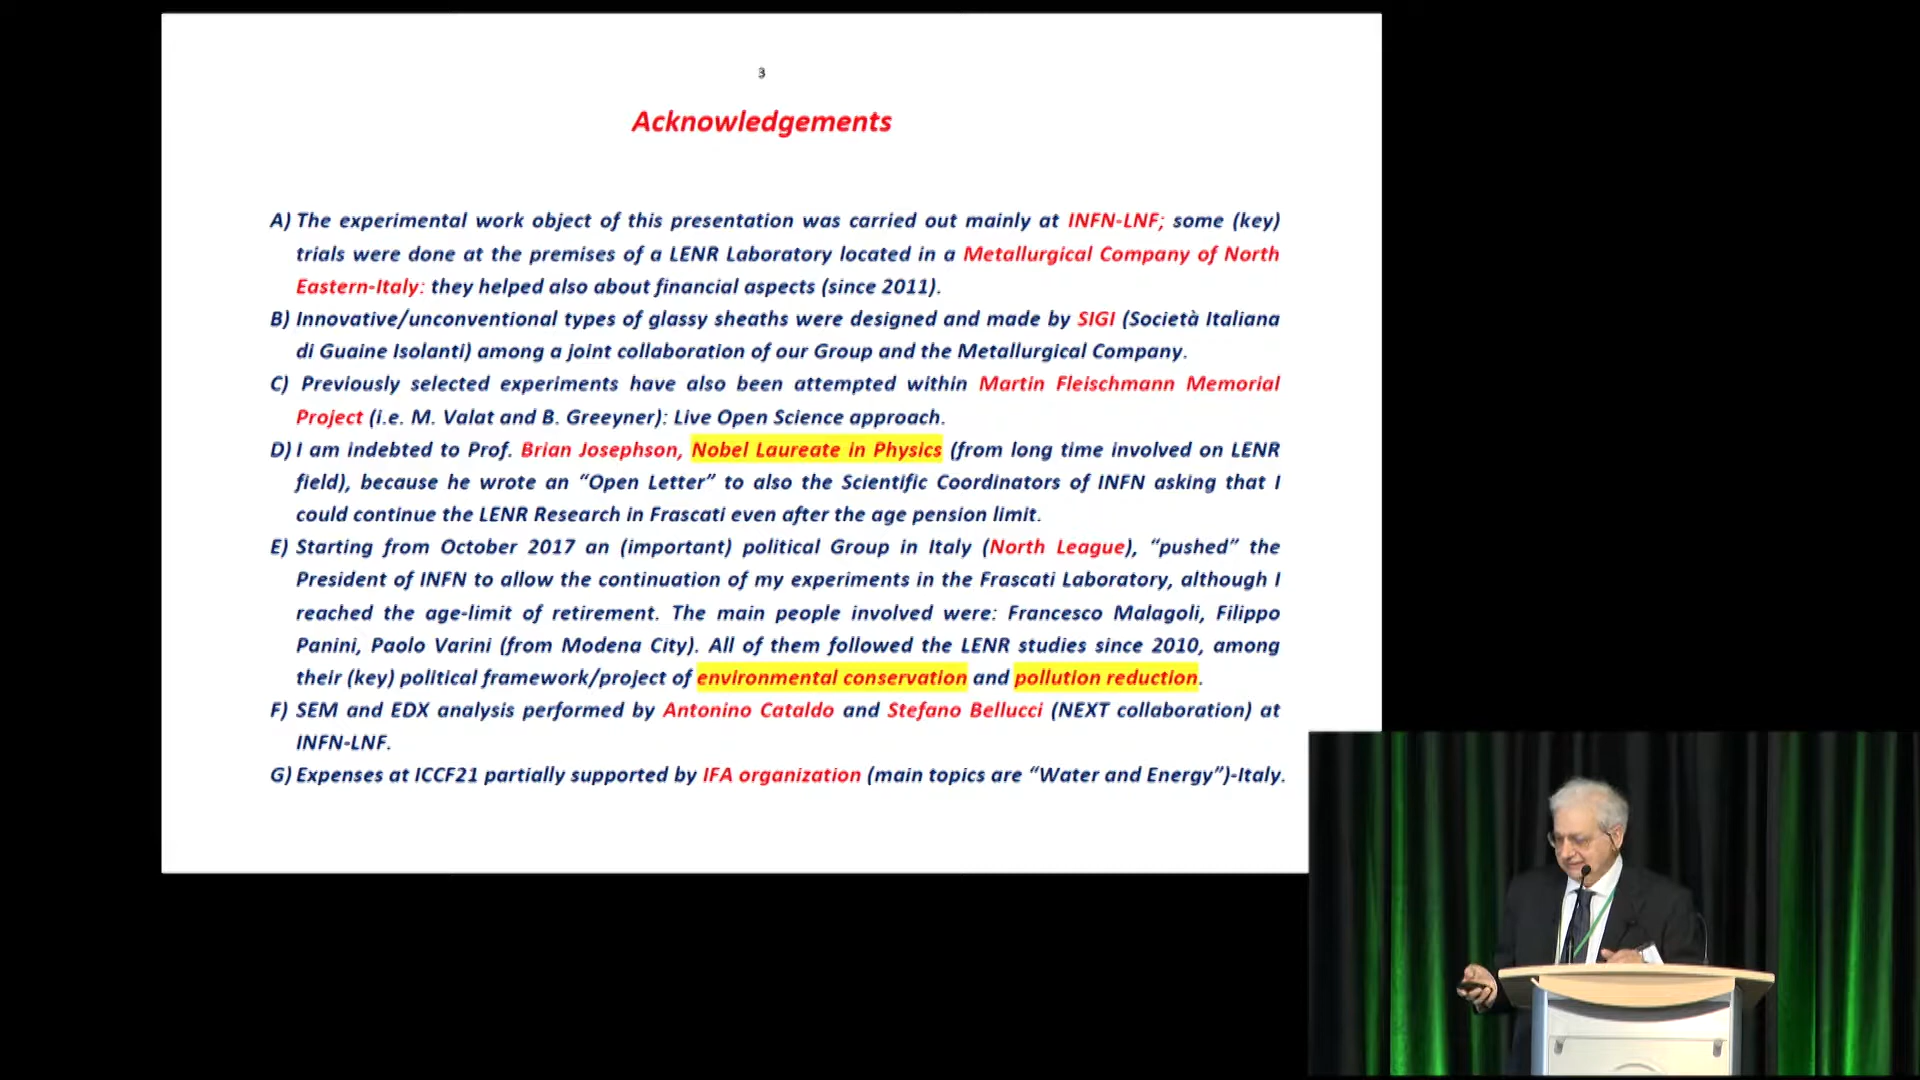 3
Acknowledgements
A) The experimental work object of this presentation was carried out mainly at INFN-LNF; some (key)
trials were done at the premises of a LENR Laboratory located in a Metallurgical Company of North
Eastern-Italy: they helped also about financial aspects (since 2011).
B) Innovative/unconventional types of glassy sheaths were designed and made by SIGI (Società Italiana
di Guaine Isolanti) among a joint collaboration of our Group and the Metallurgical Company.
C) Previously selected experiments have also been attempted within Martin Fleischmann Memorial
Project (i.e. M. Valat and B. Greeyner): Live Open Science approach.
D) I am indebted to Prof. Brian Josephson, Nobel Laureate in Physics (from long time involved on LENR
field), because he wrote an “Open Letter” to also the Scientific Coordinators of INFN asking that I
could continue the LENR Research in Frascati even after the age pension limit.
E) Starting from October 2017 an (important) political Group in Italy (North League), “pushed” the
President of INFN to allow the continuation of my experiments in the Frascati Laboratory, although I
reached the age-limit of retirement. The main people involved were: Francesco Malagoli, Filippo
Panini, Paolo Varini (from Modena City). All of them followed the LENR studies since 2010, among
their (key) political framework/project of environmental conservation and pollution reduction.
F) SEM and EDX analysis performed by Antonino Cataldo and Stefano Bellucci (NEXT collaboration) at
INFN-LNF.
G) Expenses at ICCF21 partially supported by IFA organization (main topics are “Water and Energy”)-Italy.